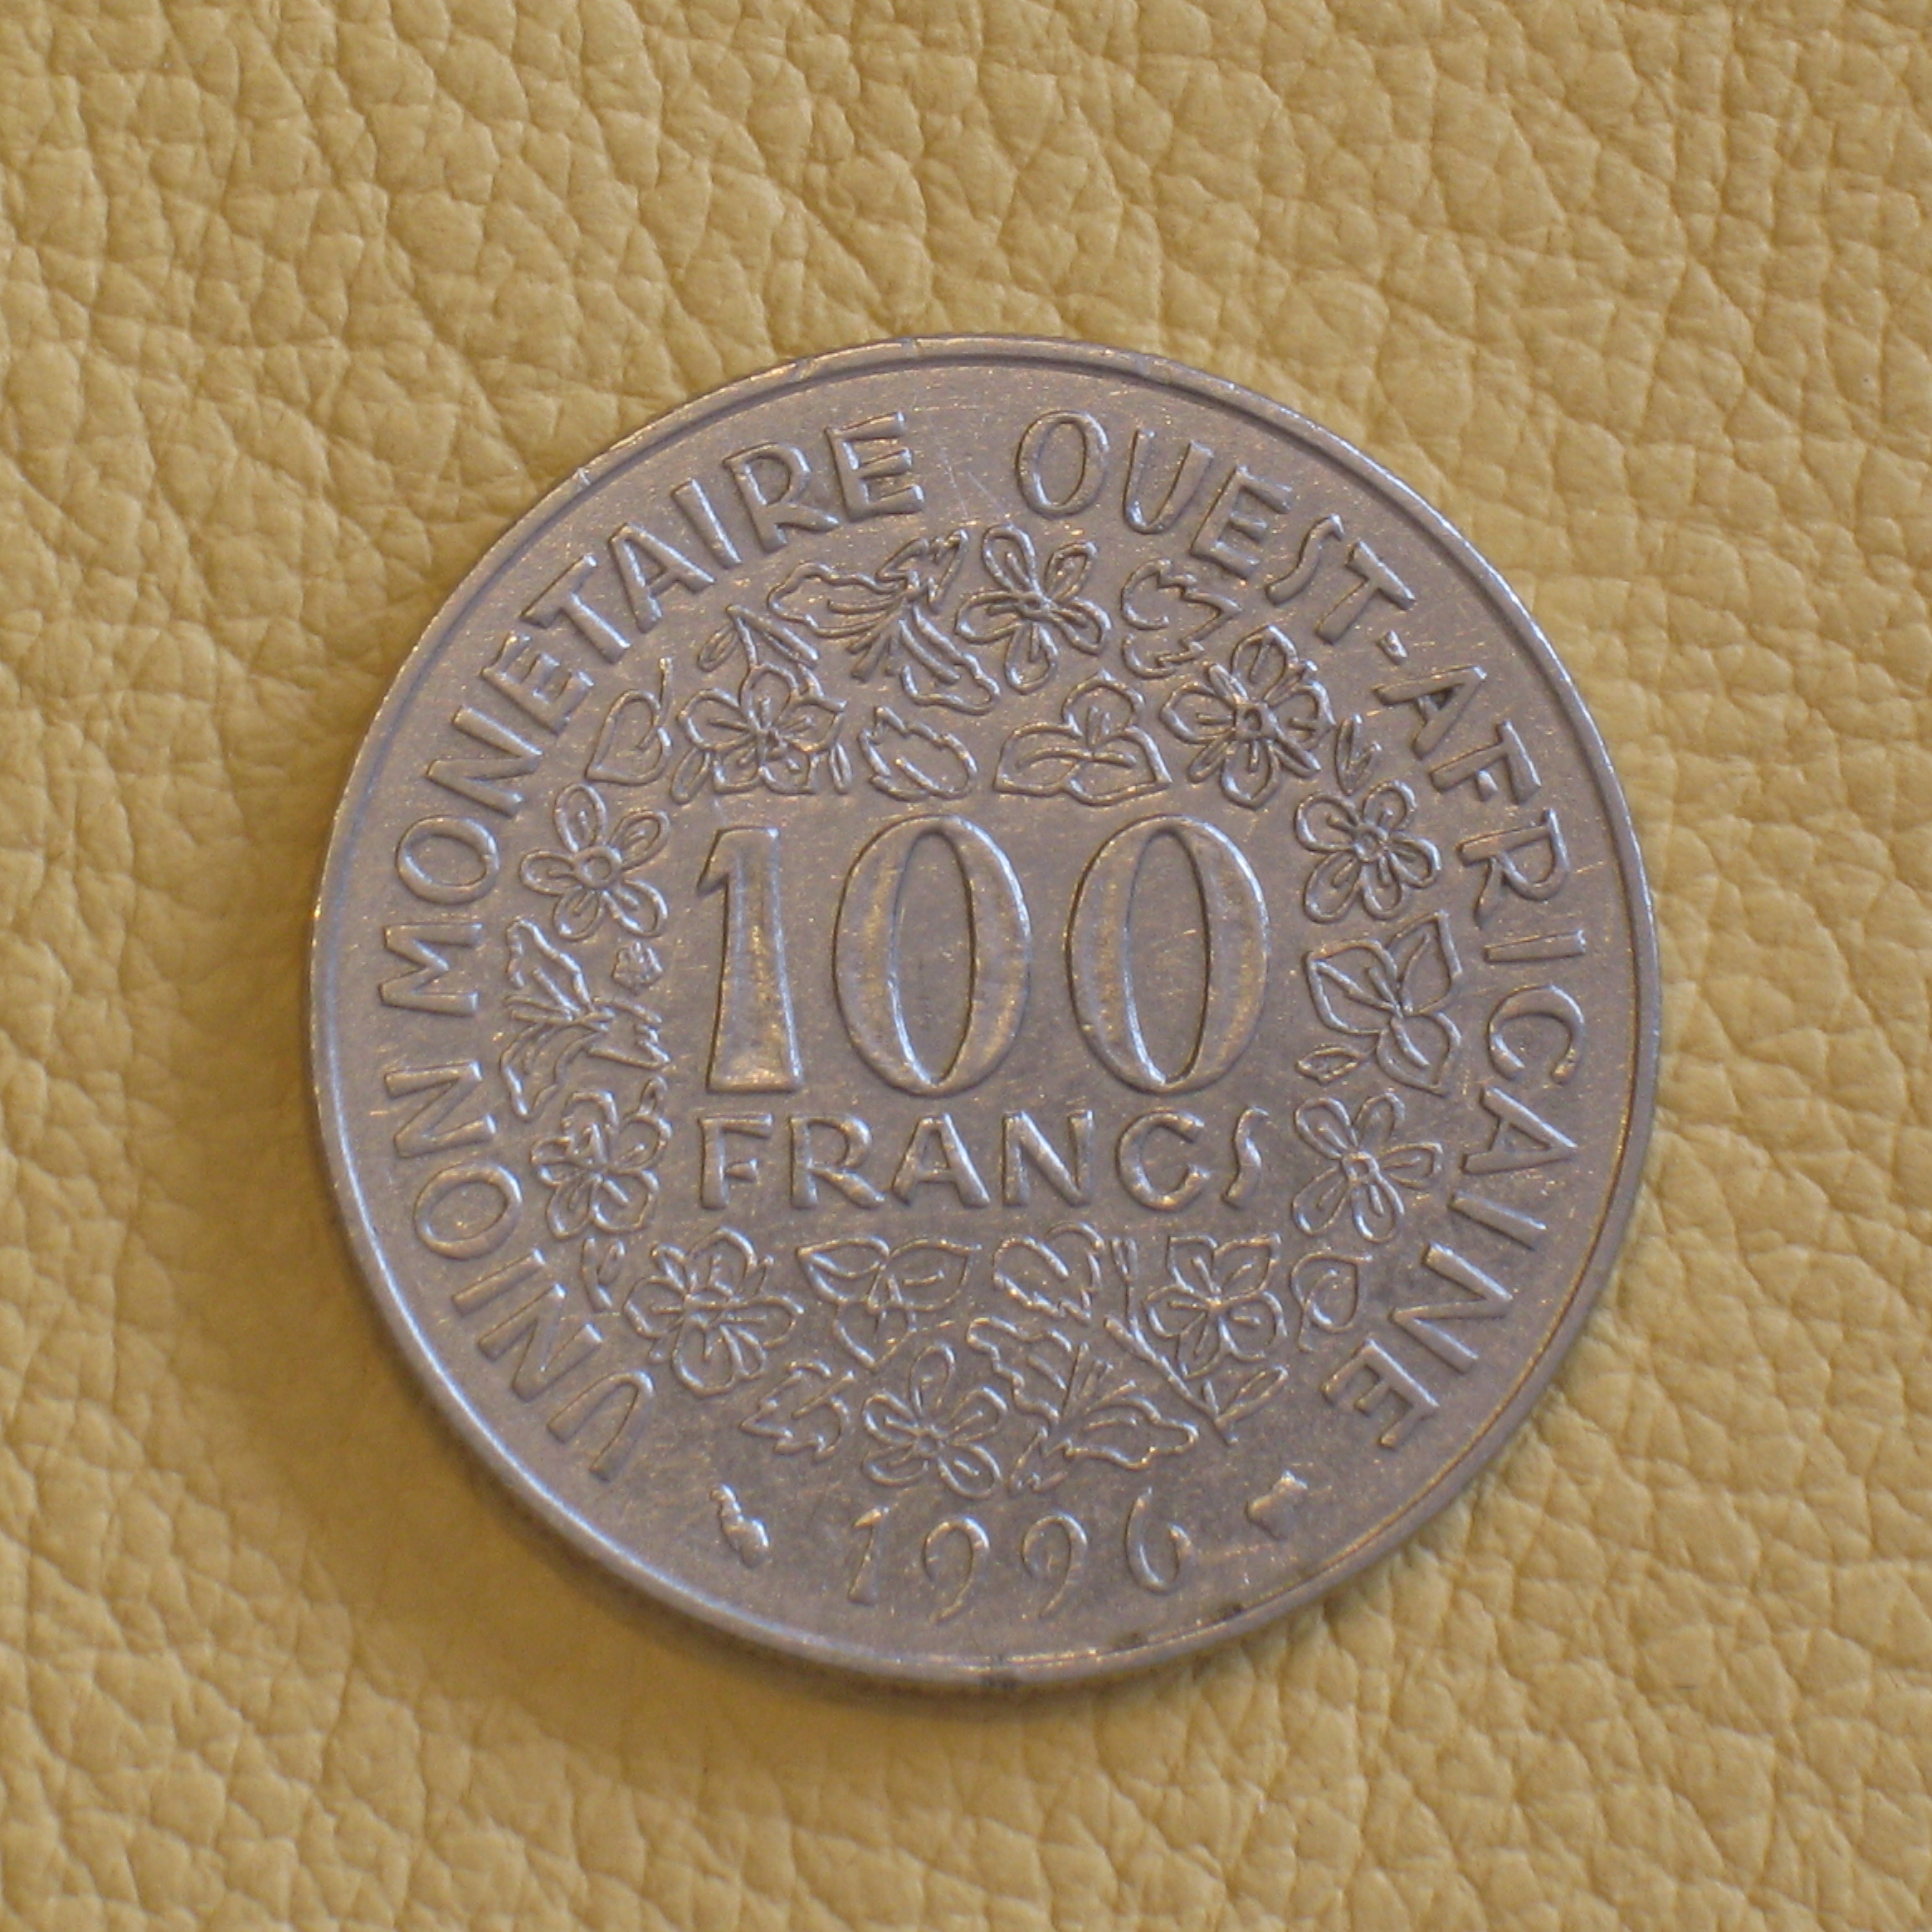 UNION MONETAIRE OUEST-AFRICAINE
100
FRANCS
1996